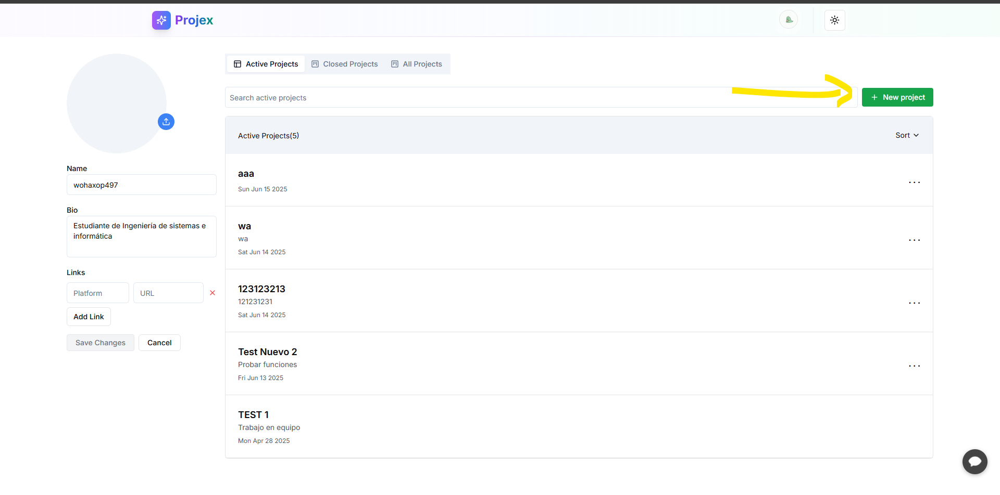 Projex
Active Projects
Closed Projects
All Projects
Search active projects
+ New project
Active Projects(5)
Sort
Name
wohaxop497
Bio
Estudiante de Ingeniería de sistemas e
informática
Links
Platform
URL
Add Link
Save Changes
Cancel
aaa
Sun Jun 15 2025
wa
wa
Sat Jun 14 2025
123123213
121231231
Sat Jun 14 2025
Test Nuevo 2
Probar funciones
Fri Jun 13 2025
TEST 1
Trabajo en equipo
Mon Apr 28 2025